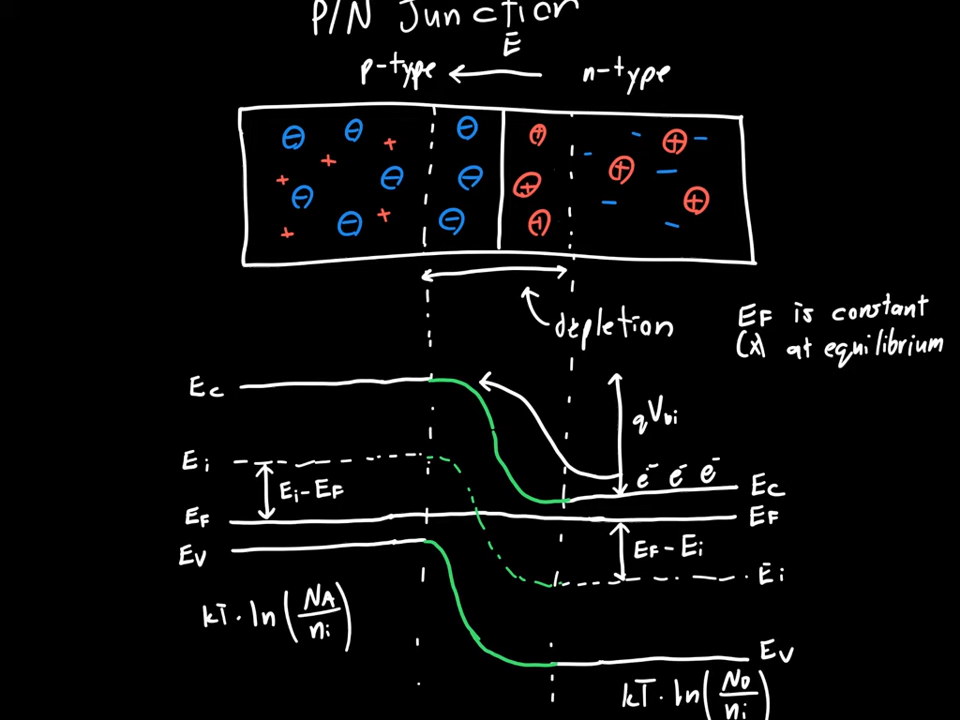 P/N Junction
E
p-type n-type
depletion
EF is constant
(x) at equilibrium
Ec
qVbi
Ei
e⁻ e⁻ e⁻
Ec
Ei-EF
EF
EF
Ev
EF-Ei
Ei
kT·ln(NA/ni)
Ev
kT·ln(ND/ni)